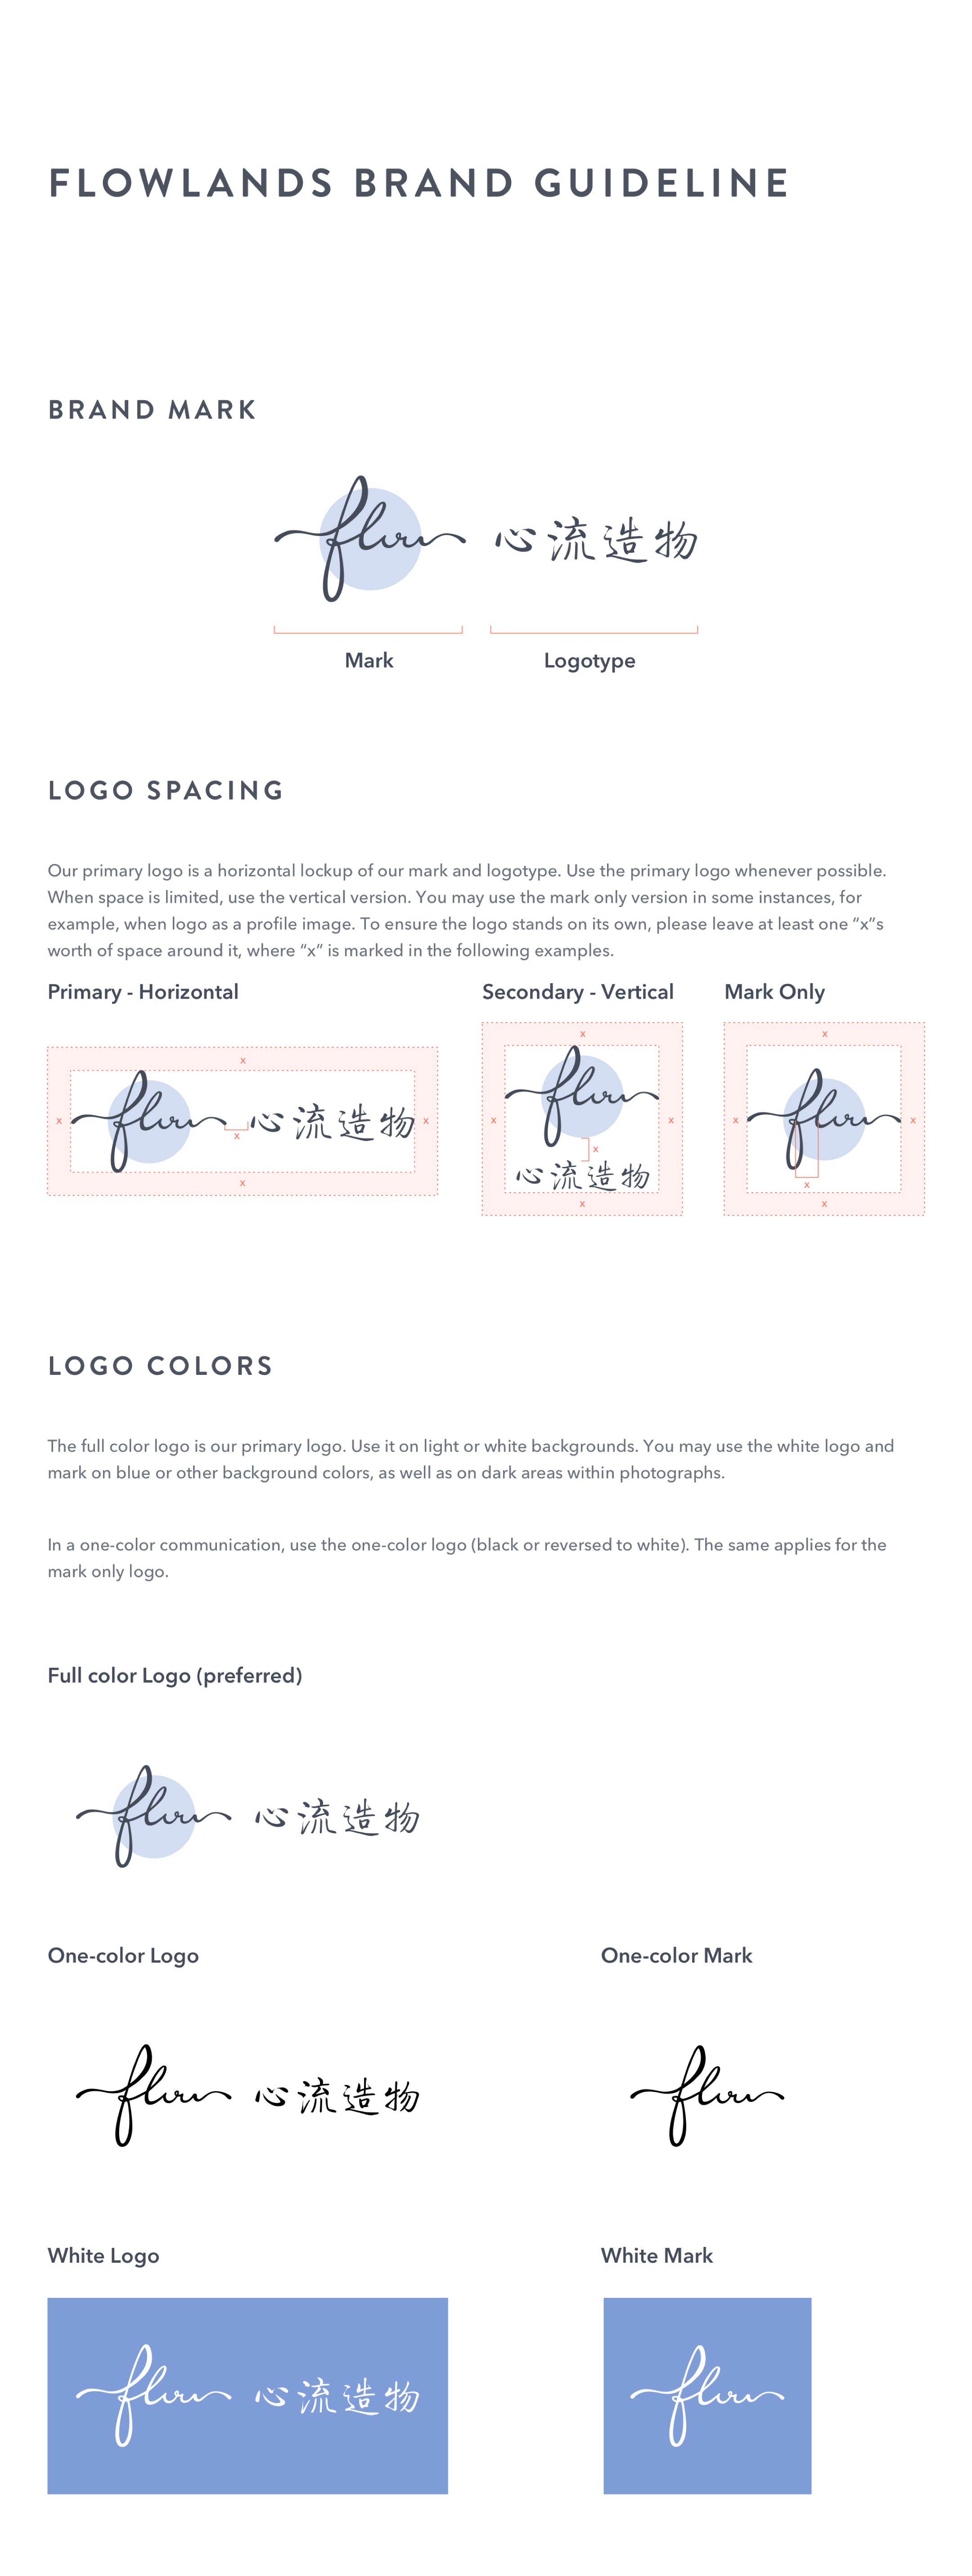 FLOWLANDS BRAND GUIDELINE
BRAND MARK
flow 心流造物
Mark Logotype
LOGO SPACING
Our primary logo is a horizontal lockup of our mark and logotype. Use the primary logo whenever possible.
When space is limited, use the vertical version. You may use the mark only version in some instances, for
example, when logo as a profile image. To ensure the logo stands on its own, please leave at least one “x”s
worth of space around it, where “x” is marked in the following examples.
Primary - Horizontal
x
x flow x 心流造物 x
x
Secondary - Vertical
x
x flow x
x
心流造物
x
Mark Only
x
x flow x
x
x
LOGO COLORS
The full color logo is our primary logo. Use it on light or white backgrounds. You may use the white logo and
mark on blue or other background colors, as well as on dark areas within photographs.
In a one-color communication, use the one-color logo (black or reversed to white). The same applies for the
mark only logo.
Full color Logo (preferred)
flow 心流造物
One-color Logo
flow 心流造物
One-color Mark
flow
White Logo
flow 心流造物
White Mark
flow